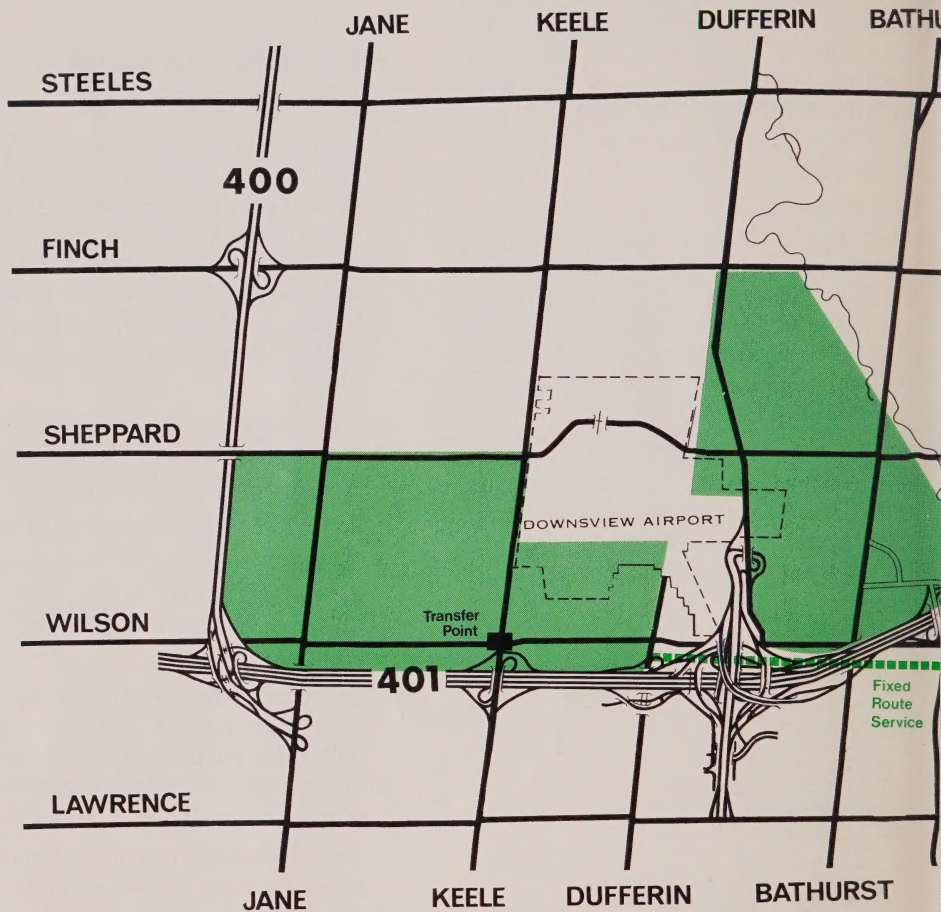 JANE
KEELE
DUFFERIN
BATHU
STEELES
400
FINCH
SHEPPARD
DOWNSVIEW AIRPORT
WILSON
Transfer
Point
401
Fixed
Route
Service
LAWRENCE
JANE
KEELE
DUFFERIN
BATHURST